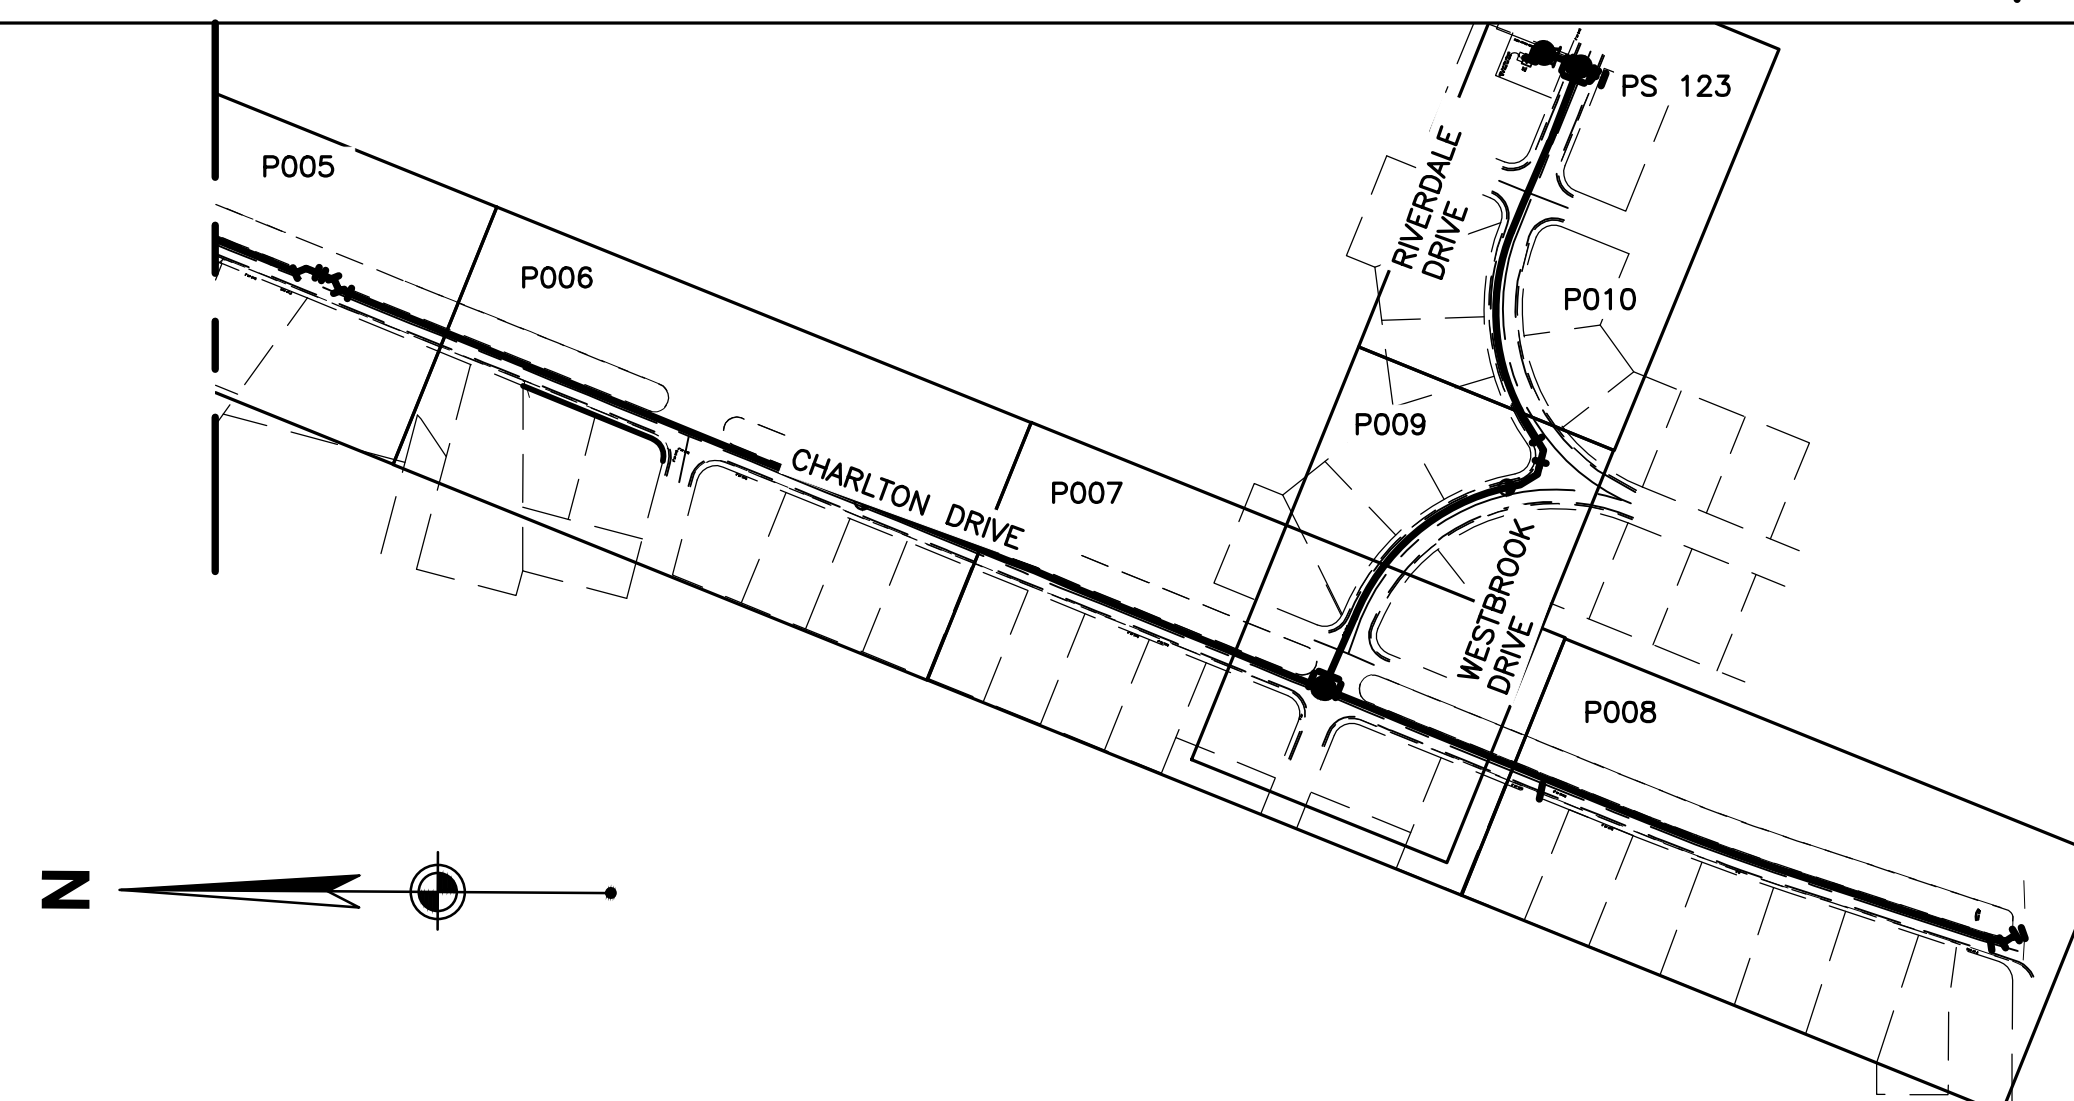 PS 123
P005
RIVERDALE
DRIVE
P006
P010
P009
CHARLTON DRIVE
P007
WESTBROOK
DRIVE
P008
N